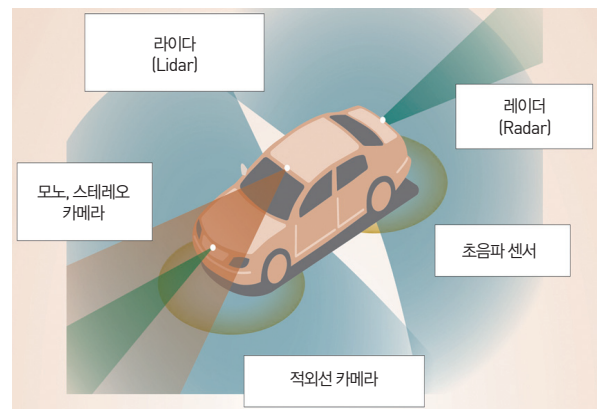 라이다
(Lidar)
레이더
(Radar)
모노, 스테레오
카메라
초음파 센서
적외선 카메라